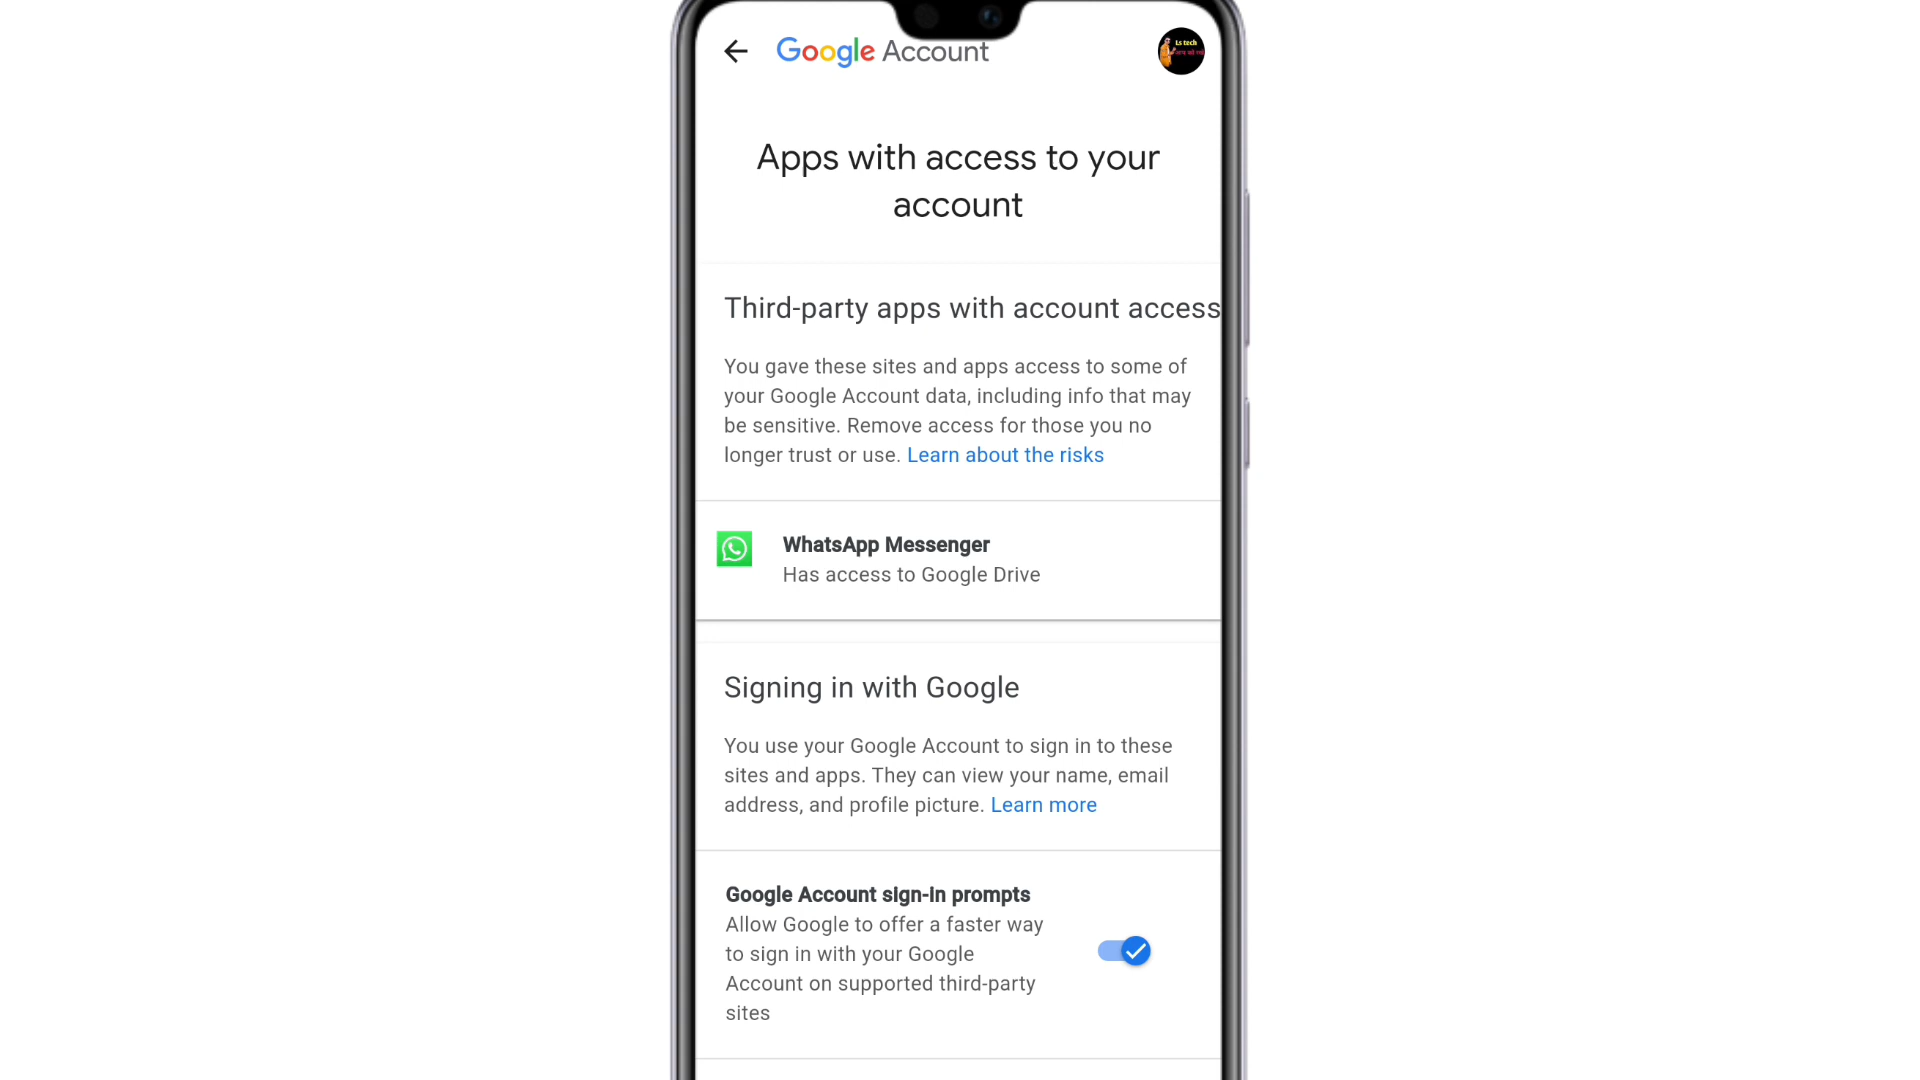 Google Account
Ls tech
Apps with access to your
account
Third-party apps with account access
You gave these sites and apps access to some of
your Google Account data, including info that may
be sensitive. Remove access for those you no
longer trust or use. Learn about the risks
WhatsApp Messenger
Has access to Google Drive
Signing in with Google
You use your Google Account to sign in to these
sites and apps. They can view your name, email
address, and profile picture. Learn more
Google Account sign-in prompts
Allow Google to offer a faster way
to sign in with your Google
Account on supported third-party
sites